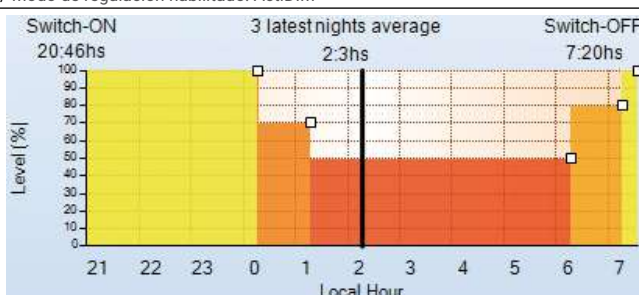 Switch-ON 3 latest nights average Switch-OFF
20:46hs 2:3hs 7:20hs
100
90
80
70
60
50
40
30
20
10
0
Level [%]
21 22 23 0 1 2 3 4 5 6 7
Local Hour